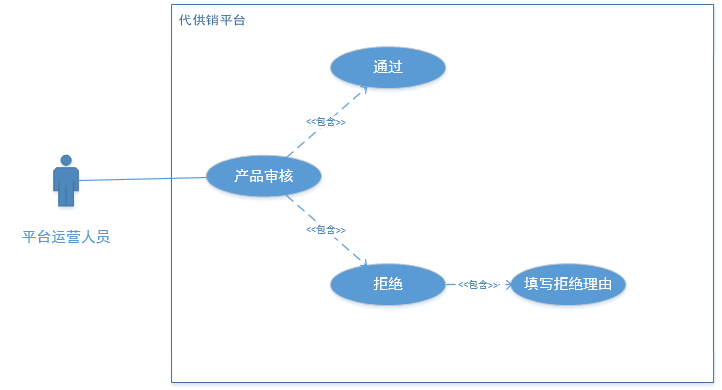 代供销平台
通过
<<包含>>
产品审核
平台运营人员
<<包含>>
拒绝
<<包含>>
填写拒绝理由